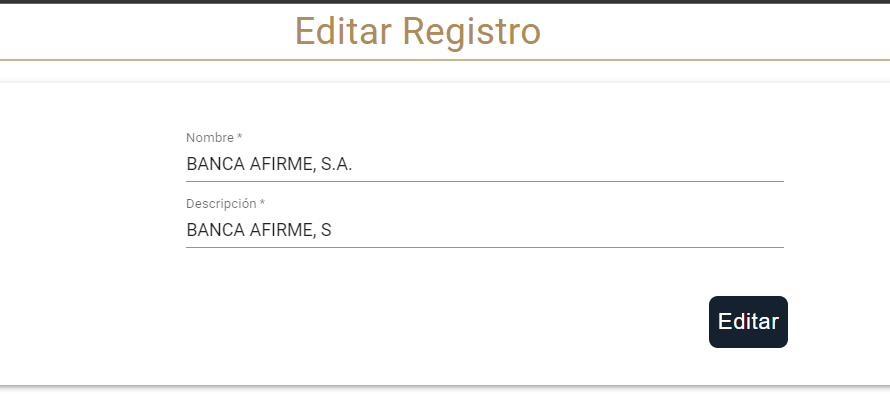 Editar Registro
Nombre *
BANCA AFIRME, S.A.
Descripción *
BANCA AFIRME, S
Editar